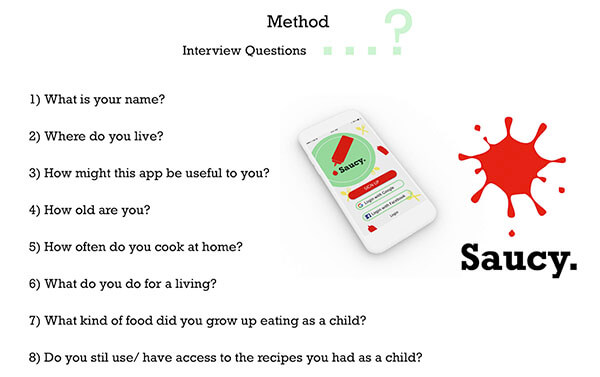 Method
Interview Questions ....?
1) What is your name?
2) Where do you live?
3) How might this app be useful to you?
4) How old are you?
5) How often do you cook at home?
6) What do you do for a living?
7) What kind of food did you grow up eating as a child?
8) Do you stil use/ have access to the recipes you had as a child?
Saucy.
SIGN UP
Login with Google
Login with Facebook
Login
Saucy.